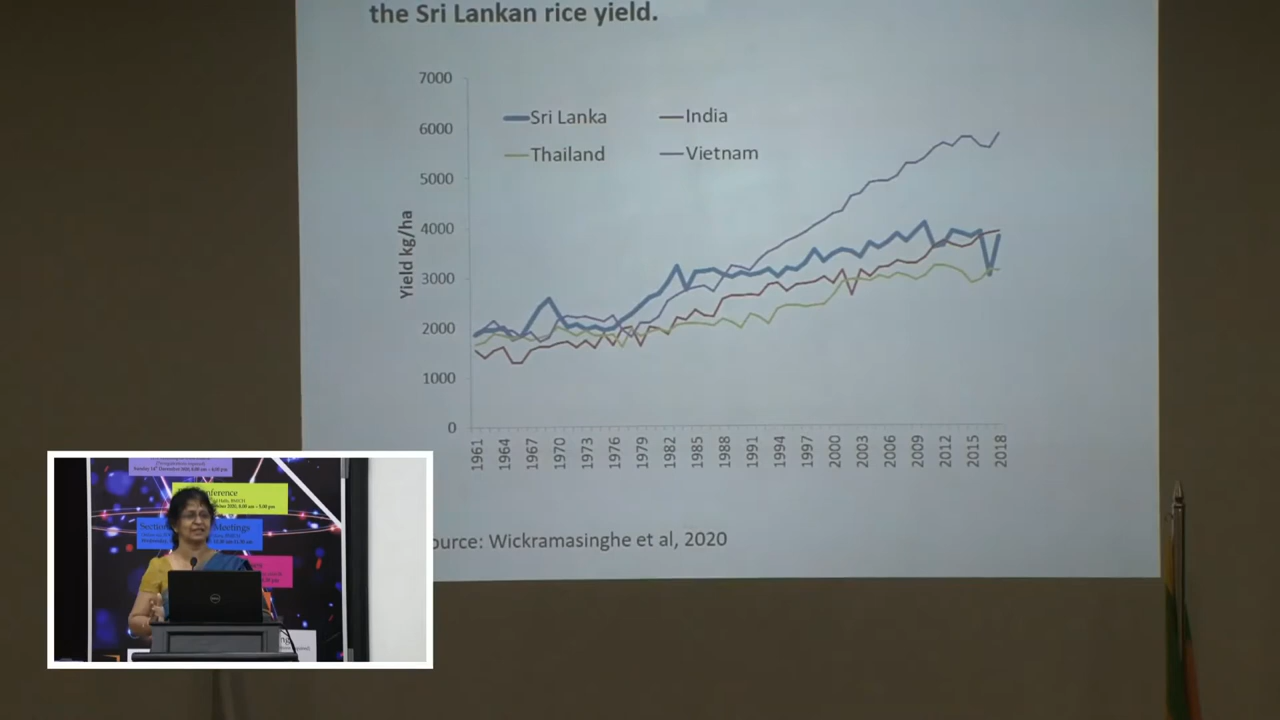 the Sri Lankan rice yield.
7000
6000
5000
4000
3000
2000
1000
0
Yield kg/ha
Sri Lanka
India
Thailand
Vietnam
1961
1964
1967
1970
1973
1976
1979
1982
1985
1988
1991
1994
1997
2000
2003
2006
2009
2012
2015
2018
ource: Wickramasinghe et al, 2020
nference
Section
Meetings
DELL